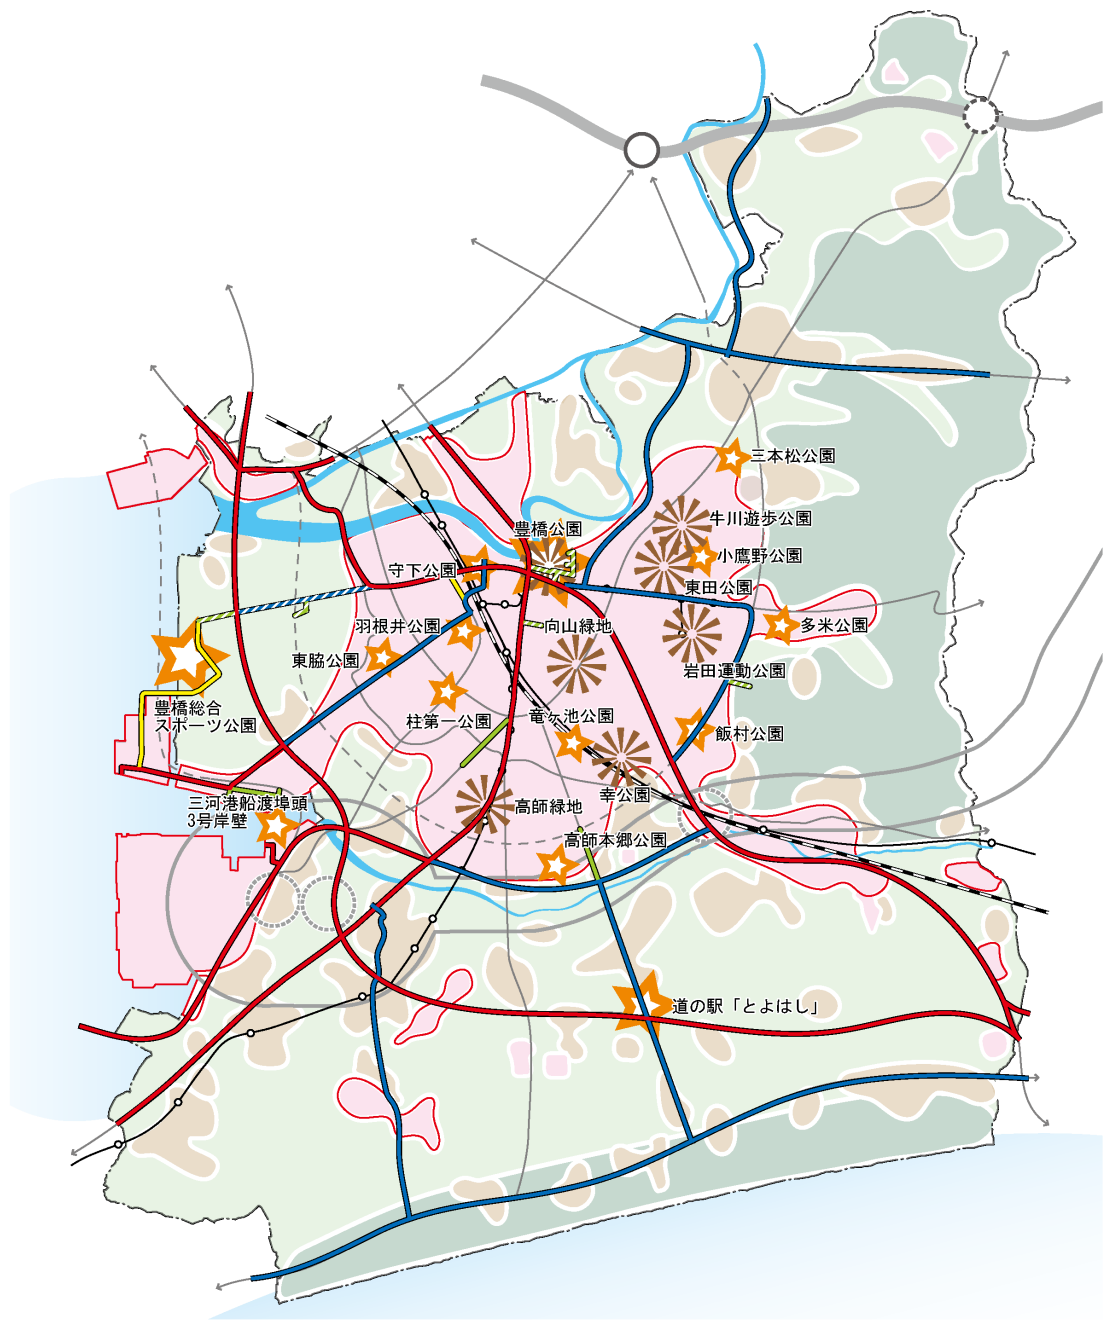 三本松公園
牛川遊歩公園
豊橋公園
小鷹野公園
守下公園
東田公園
羽根井公園
向山緑地
多米公園
東脇公園
岩田運動公園
豊橋総合
スポーツ公園
柱第一公園
竜ヶ池公園
飯村公園
幸公園
三河港船渡埠頭
3号岸壁
高師緑地
高師本郷公園
道の駅「とよはし」